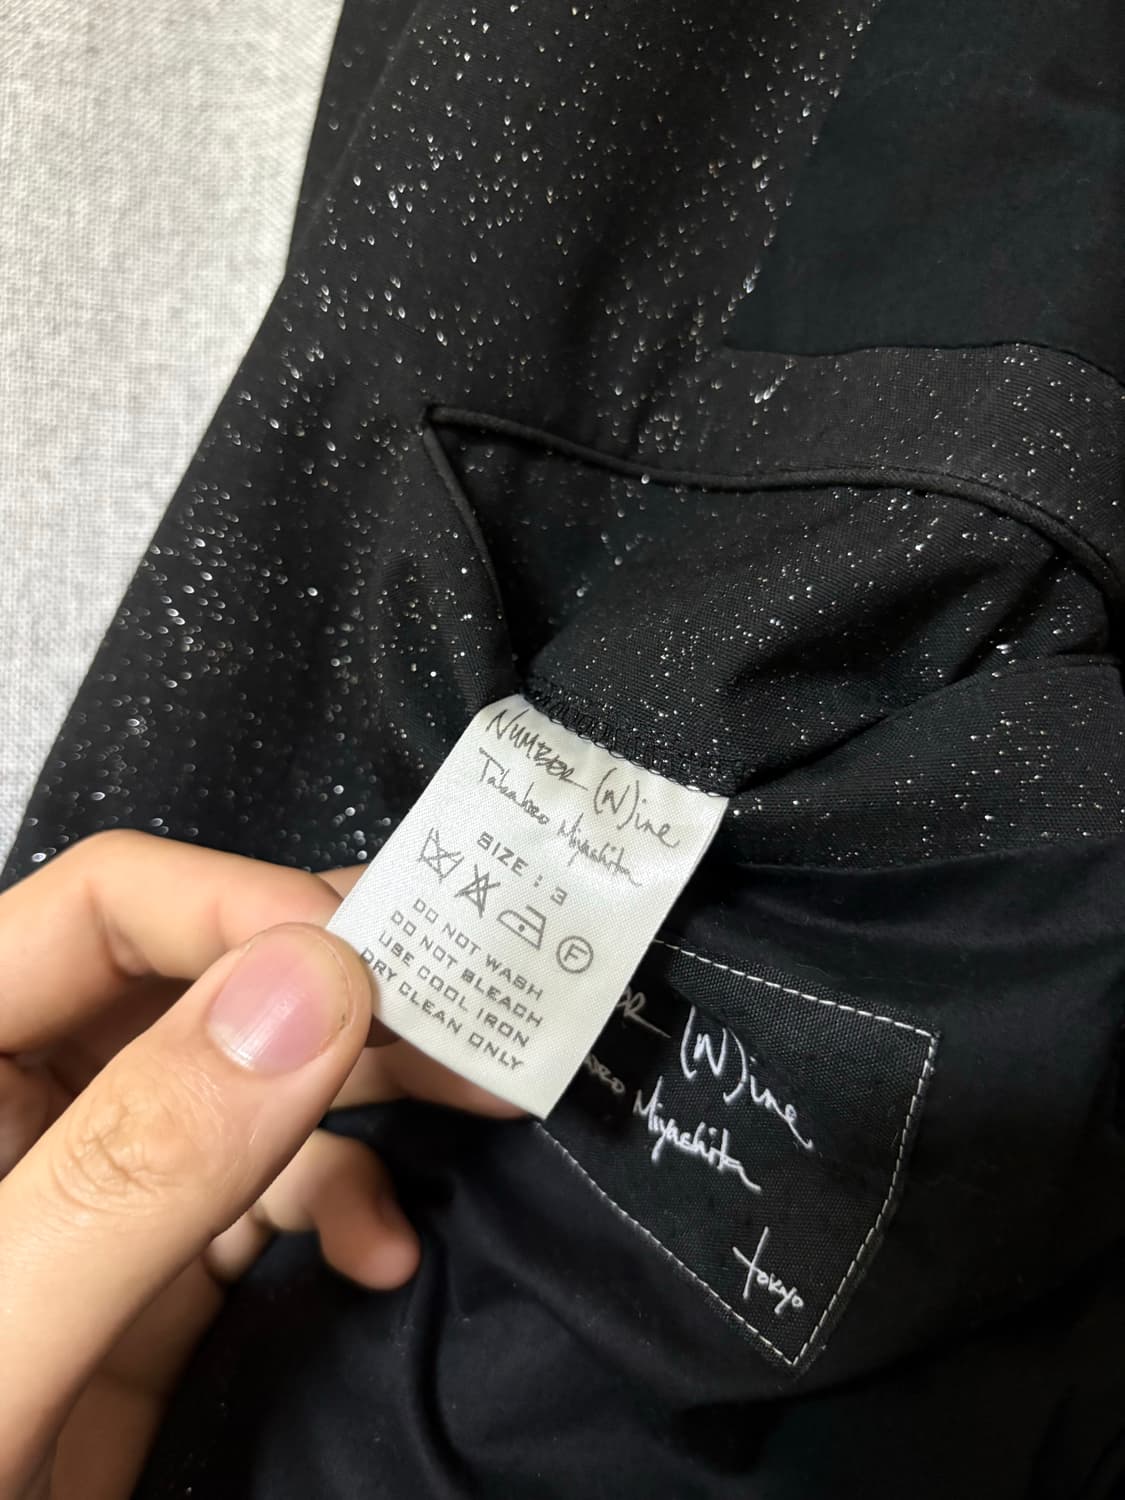 NUMBER (N)ine
Takahiro Miyashita
SIZE : 3
F
DO NOT WASH
DO NOT BLEACH
USE COOL IRON
DRY CLEAN ONLY
(N)ine
Miyashita
tokyo